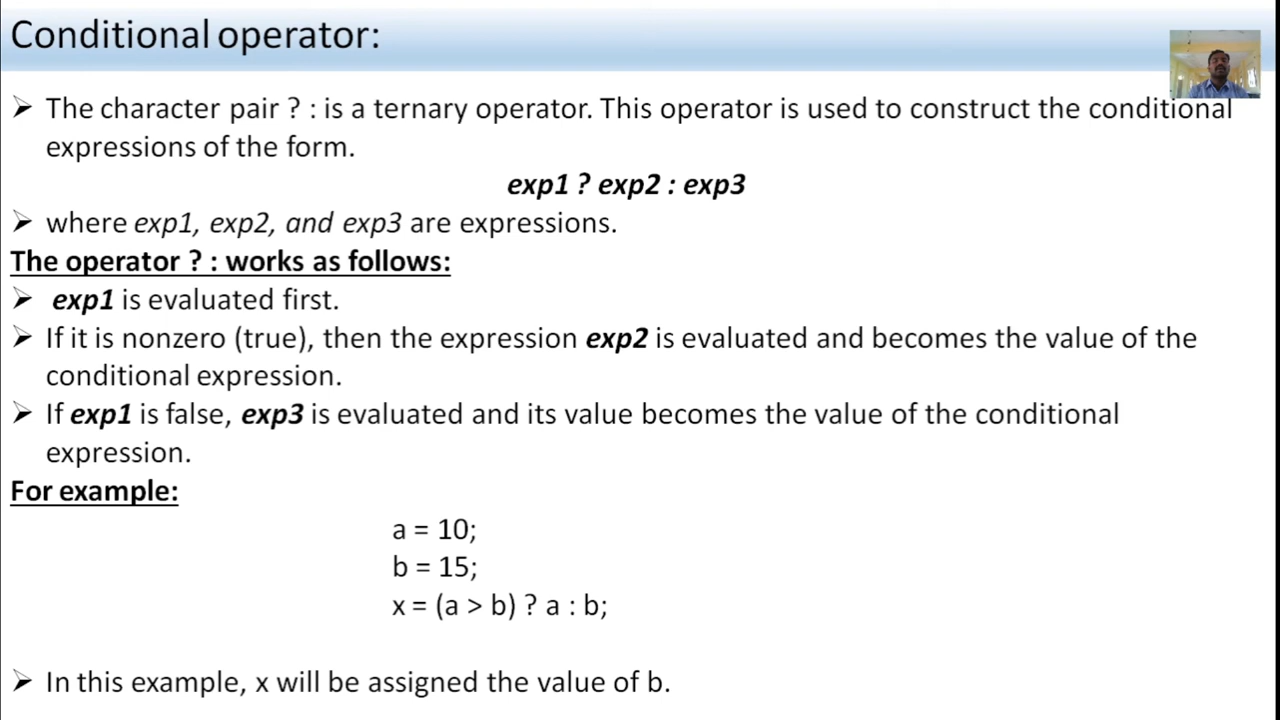 Conditional operator:
➢ The character pair ? : is a ternary operator. This operator is used to construct the conditional
expressions of the form.
exp1 ? exp2 : exp3
➢ where exp1, exp2, and exp3 are expressions.
The operator ? : works as follows:
➢ exp1 is evaluated first.
➢ If it is nonzero (true), then the expression exp2 is evaluated and becomes the value of the
conditional expression.
➢ If exp1 is false, exp3 is evaluated and its value becomes the value of the conditional
expression.
For example:
a = 10;
b = 15;
x = (a > b) ? a : b;
➢ In this example, x will be assigned the value of b.